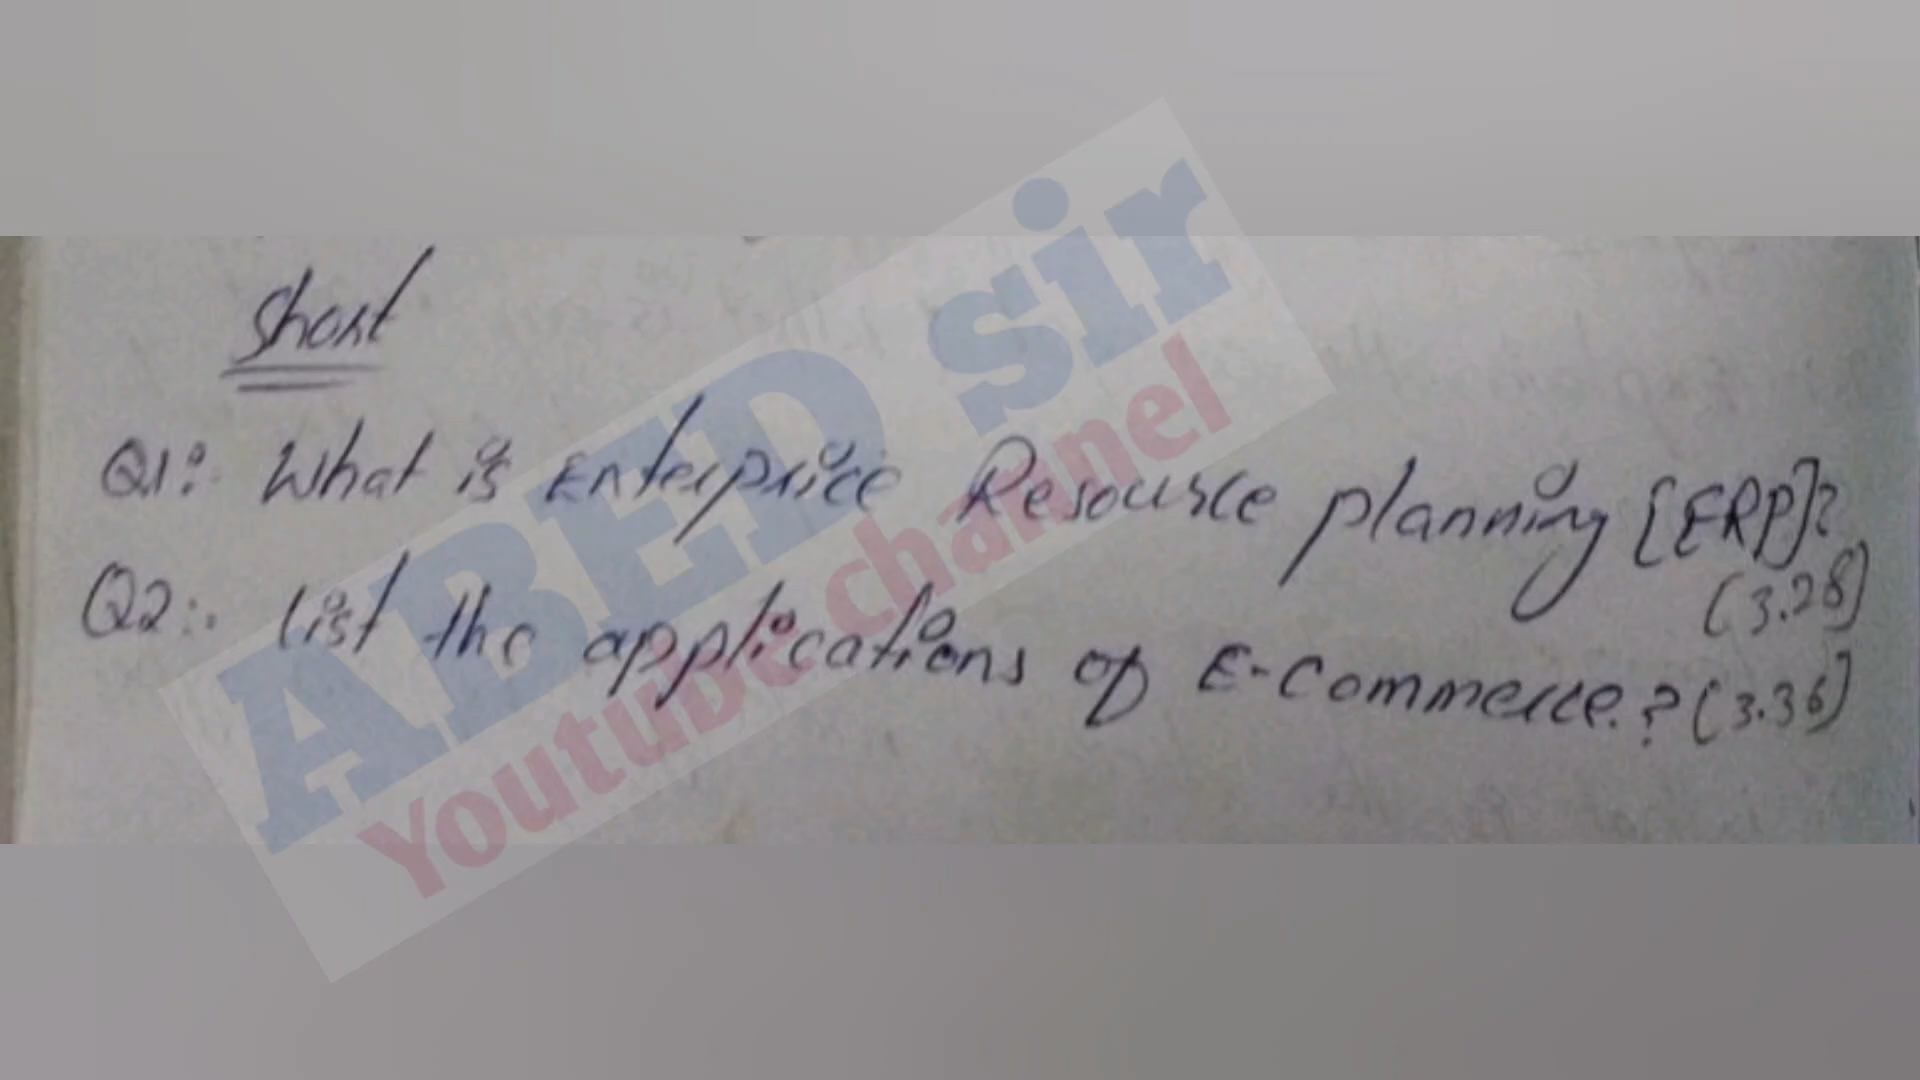 Short
Q1:- What is Enterprice Resource planning [ERP]?
(3.28)
Q2:- List the applications of E-Commerce.? (3.36)
ABED sir
Youtube channel